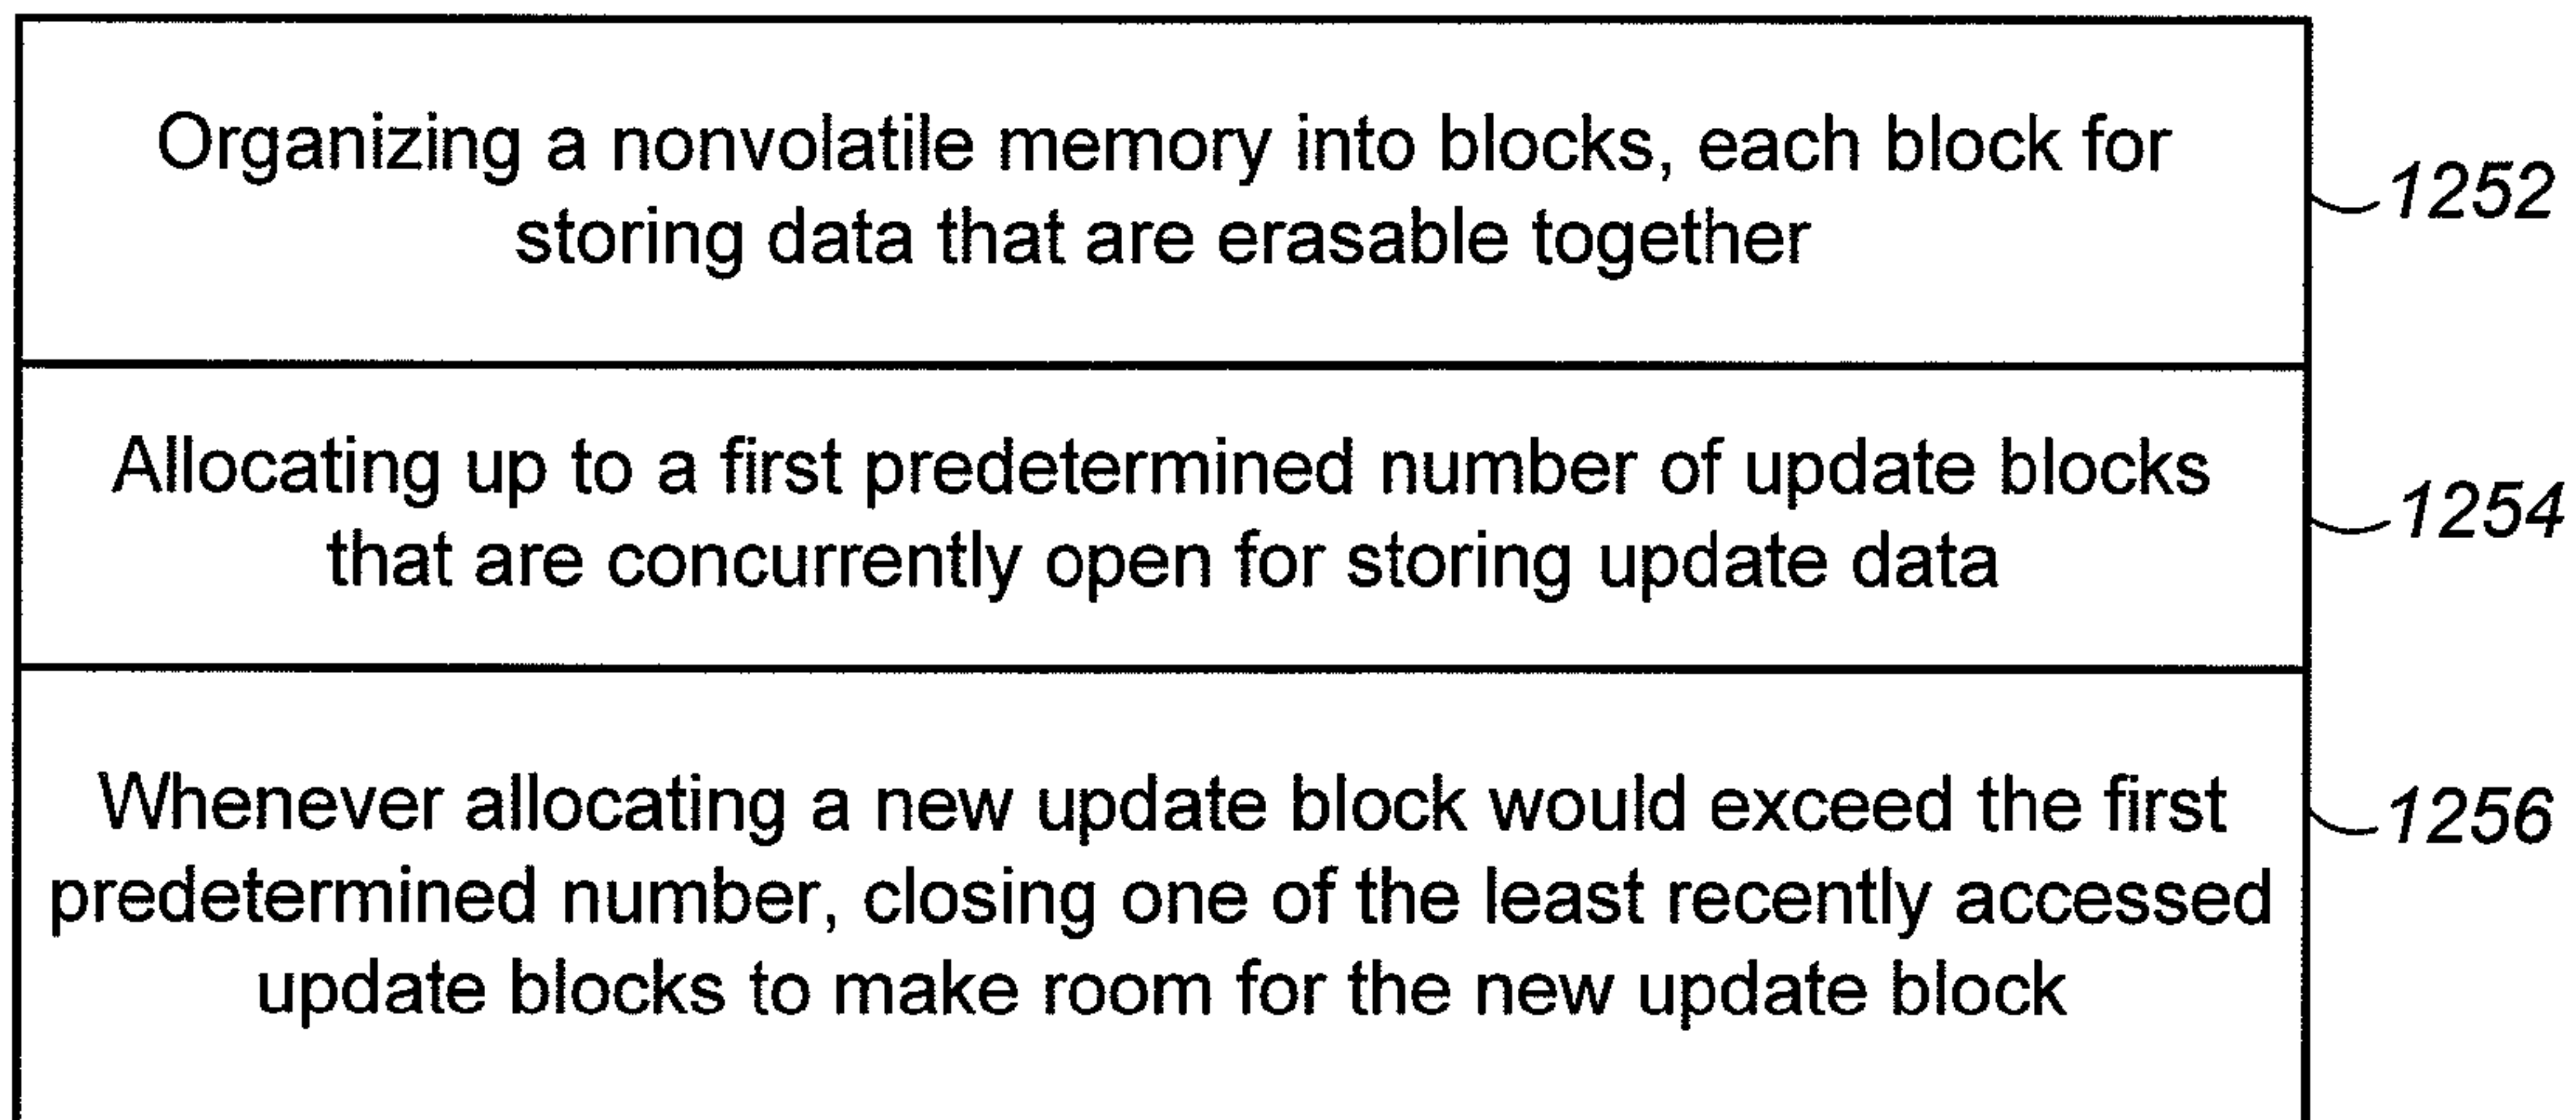 Organizing a nonvolatile memory into blocks, each block for
storing data that are erasable together
1252
Allocating up to a first predetermined number of update blocks
that are concurrently open for storing update data
1254
Whenever allocating a new update block would exceed the first
predetermined number, closing one of the least recently accessed
update blocks to make room for the new update block
1256